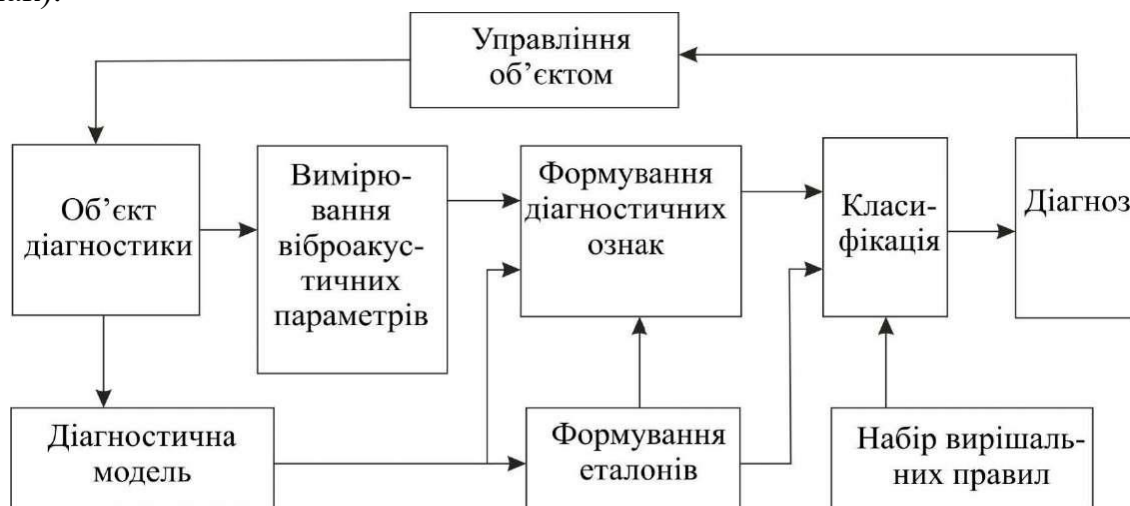 Управління
об’єктом
Об’єкт
діагностики
Вимірю-
вання
віброакус-
тичних
параметрів
Формування
діагностичних
ознак
Класи-
фікація
Діагноз
Діагностична
модель
Формування
еталонів
Набір вирішаль-
них правил